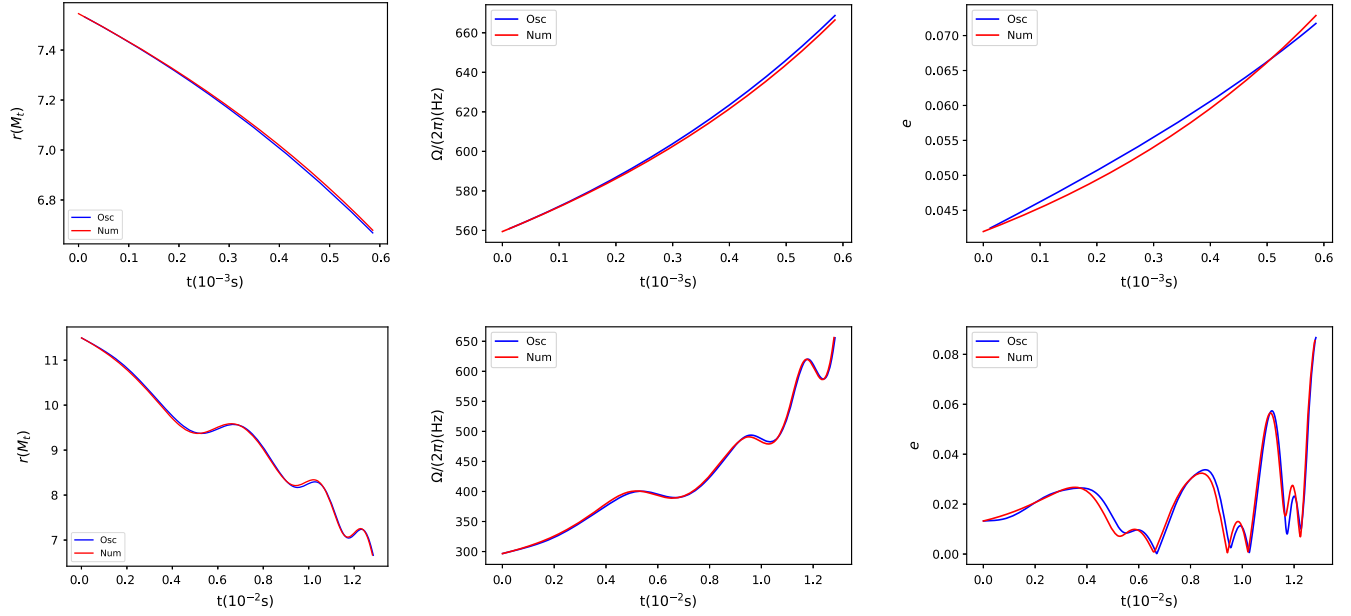 7.4
7.2
7.0
6.8
r(M_t)
Osc
Num
0.0 0.1 0.2 0.3 0.4 0.5 0.6
t(10⁻³s)
660
640
620
600
580
560
Ω/(2π)(Hz)
Osc
Num
0.0 0.1 0.2 0.3 0.4 0.5 0.6
t(10⁻³s)
0.070
0.065
0.060
0.055
0.050
0.045
e
Osc
Num
0.0 0.1 0.2 0.3 0.4 0.5 0.6
t(10⁻³s)
11
10
9
8
7
r(M_t)
Osc
Num
0.0 0.2 0.4 0.6 0.8 1.0 1.2
t(10⁻²s)
650
600
550
500
450
400
350
300
Ω/(2π)(Hz)
Osc
Num
0.0 0.2 0.4 0.6 0.8 1.0 1.2
t(10⁻²s)
0.08
0.06
0.04
0.02
0.00
e
Osc
Num
0.0 0.2 0.4 0.6 0.8 1.0 1.2
t(10⁻²s)